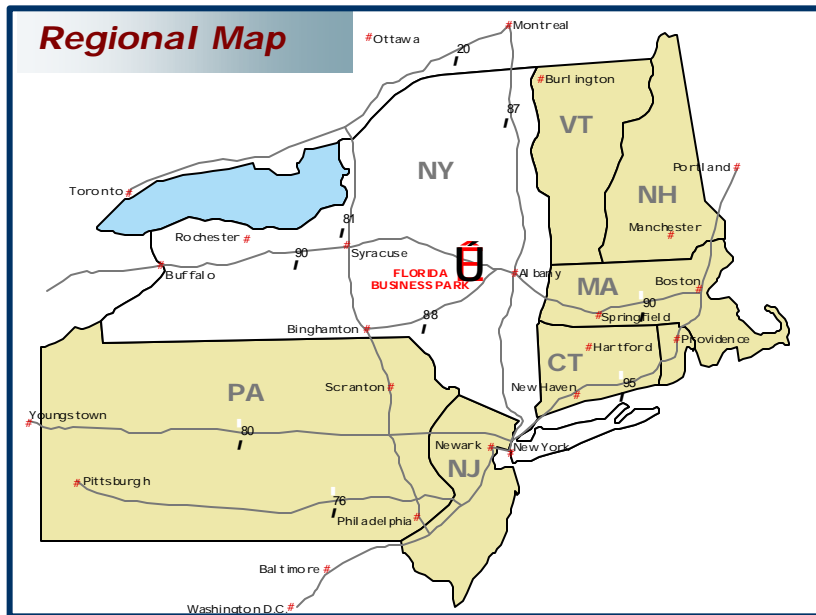 Regional Map
Ottawa
Montreal
20
Burlington
87
VT
NY
Portland
Toronto
NH
81
Rochester
Manchester
90
Syracuse
Buffalo
FLORIDA
BUSINESS PARK
Albany
MA
Boston
90
Springfield
88
Binghamton
Hartford
Providence
CT
PA
Scranton
New Haven
95
Youngstown
80
Newark
New York
NJ
Pittsburgh
76
Philadelphia
Baltimore
Washington D.C.